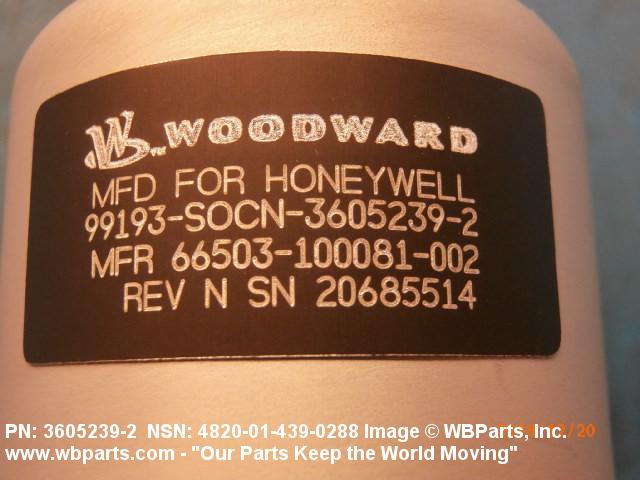 WOODWARD
MFD FOR HONEYWELL
99193-SOCN-3605239-2
MFR 66503-100081-002
REV N SN 20685514
PN: 3605239-2 NSN: 4820-01-439-0288 Image © WBParts, Inc.
www.wbparts.com - "Our Parts Keep the World Moving"